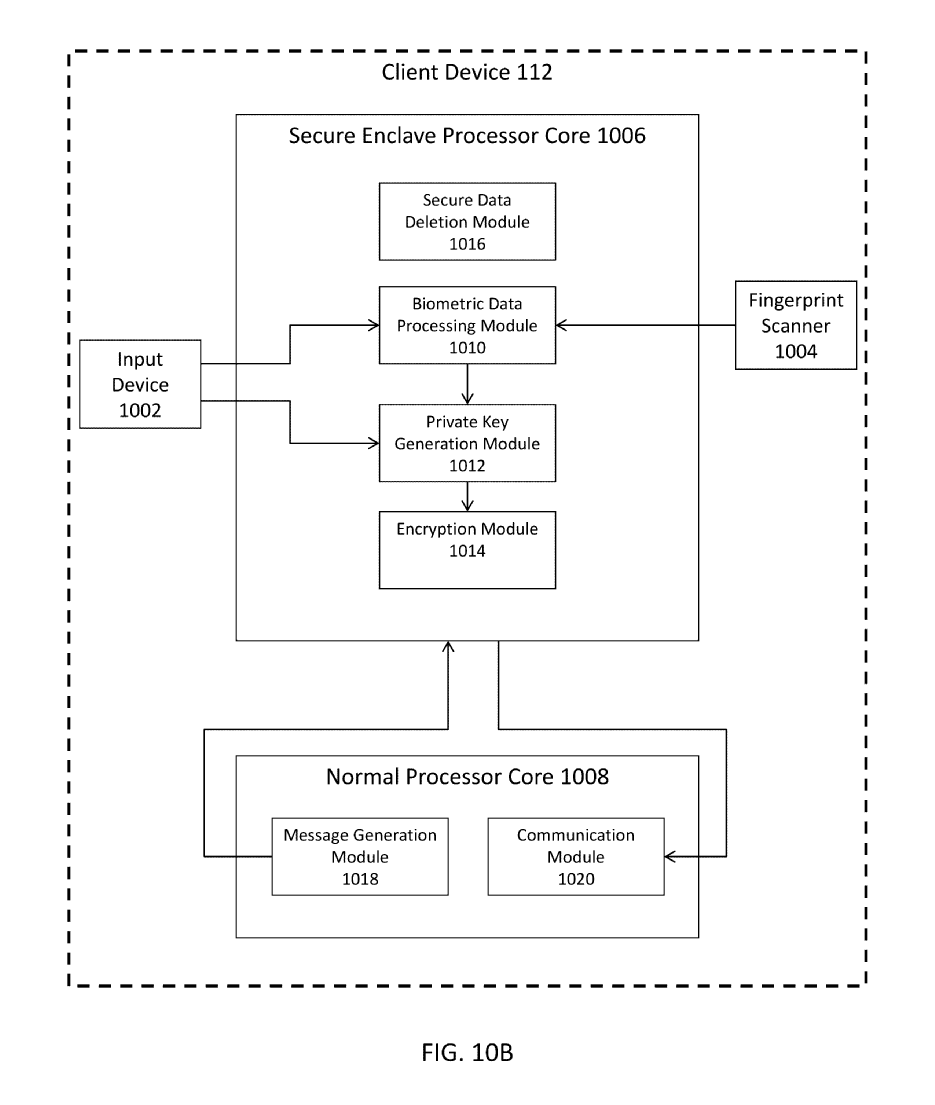 Client Device 112
Secure Enclave Processor Core 1006
Secure Data
Deletion Module
1016
Biometric Data
Processing Module
1010
Fingerprint
Scanner
1004
Input
Device
1002
Private Key
Generation Module
1012
Encryption Module
1014
Normal Processor Core 1008
Message Generation
Module
1018
Communication
Module
1020
FIG. 10B